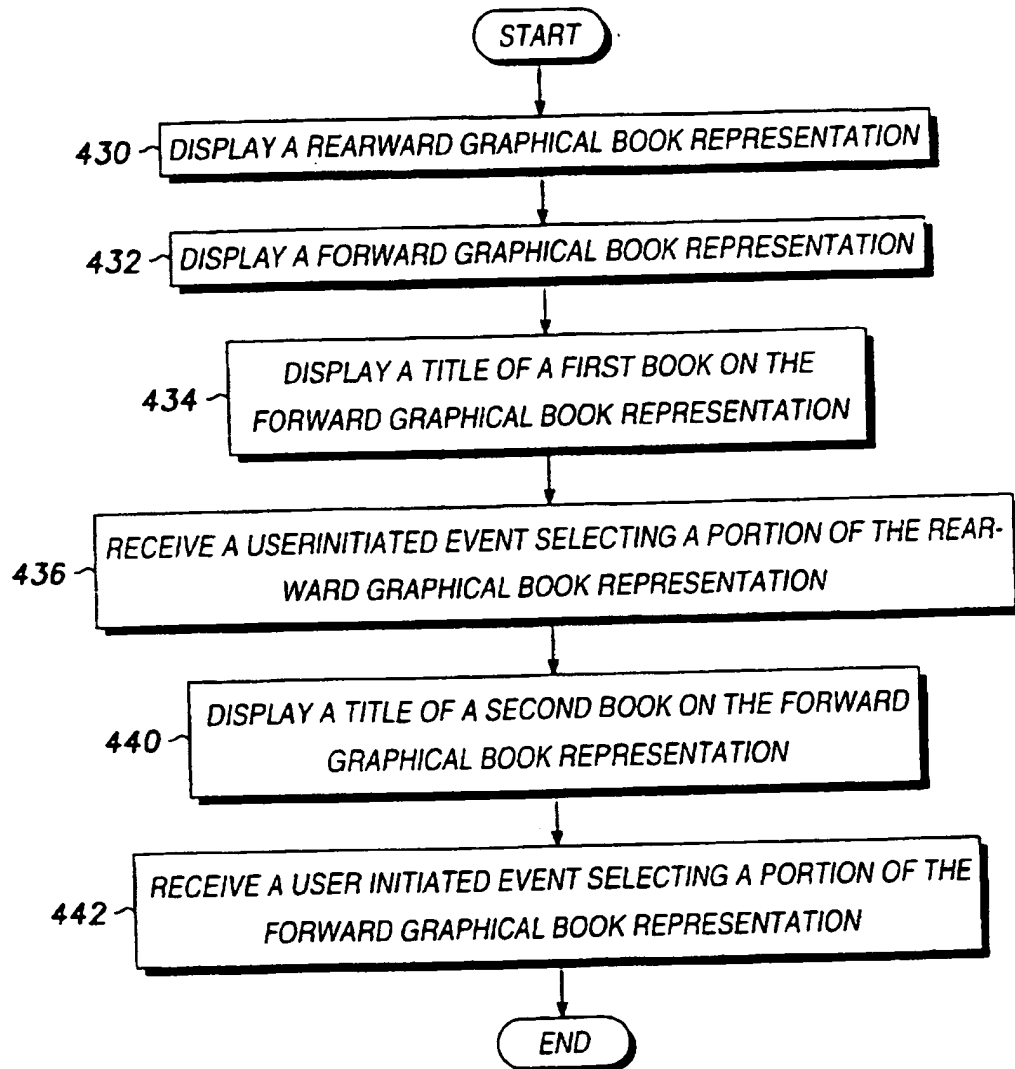 START
430 DISPLAY A REARWARD GRAPHICAL BOOK REPRESENTATION
432 DISPLAY A FORWARD GRAPHICAL BOOK REPRESENTATION
DISPLAY A TITLE OF A FIRST BOOK ON THE
434 FORWARD GRAPHICAL BOOK REPRESENTATION
RECEIVE A USERINITIATED EVENT SELECTING A PORTION OF THE REAR-
436 WARD GRAPHICAL BOOK REPRESENTATION
DISPLAY A TITLE OF A SECOND BOOK ON THE FORWARD
440 GRAPHICAL BOOK REPRESENTATION
RECEIVE A USER INITIATED EVENT SELECTING A PORTION OF THE
442 FORWARD GRAPHICAL BOOK REPRESENTATION
END